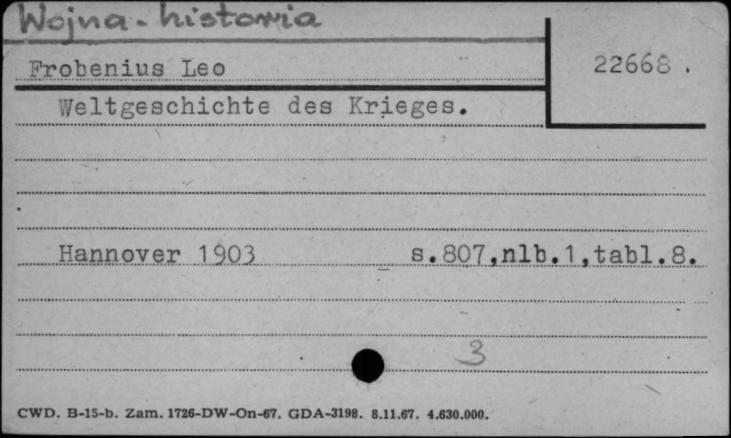 Wojna - historia
Frobenius Leo
22668.
Weltgeschichte des Krieges.
Hannover 1903 s.807,nlb.1,tabl.8.
3
CWD. B-15-b. Zam. 1726-DW-On-67. GDA-3198. 8.11.67. 4.630.000.